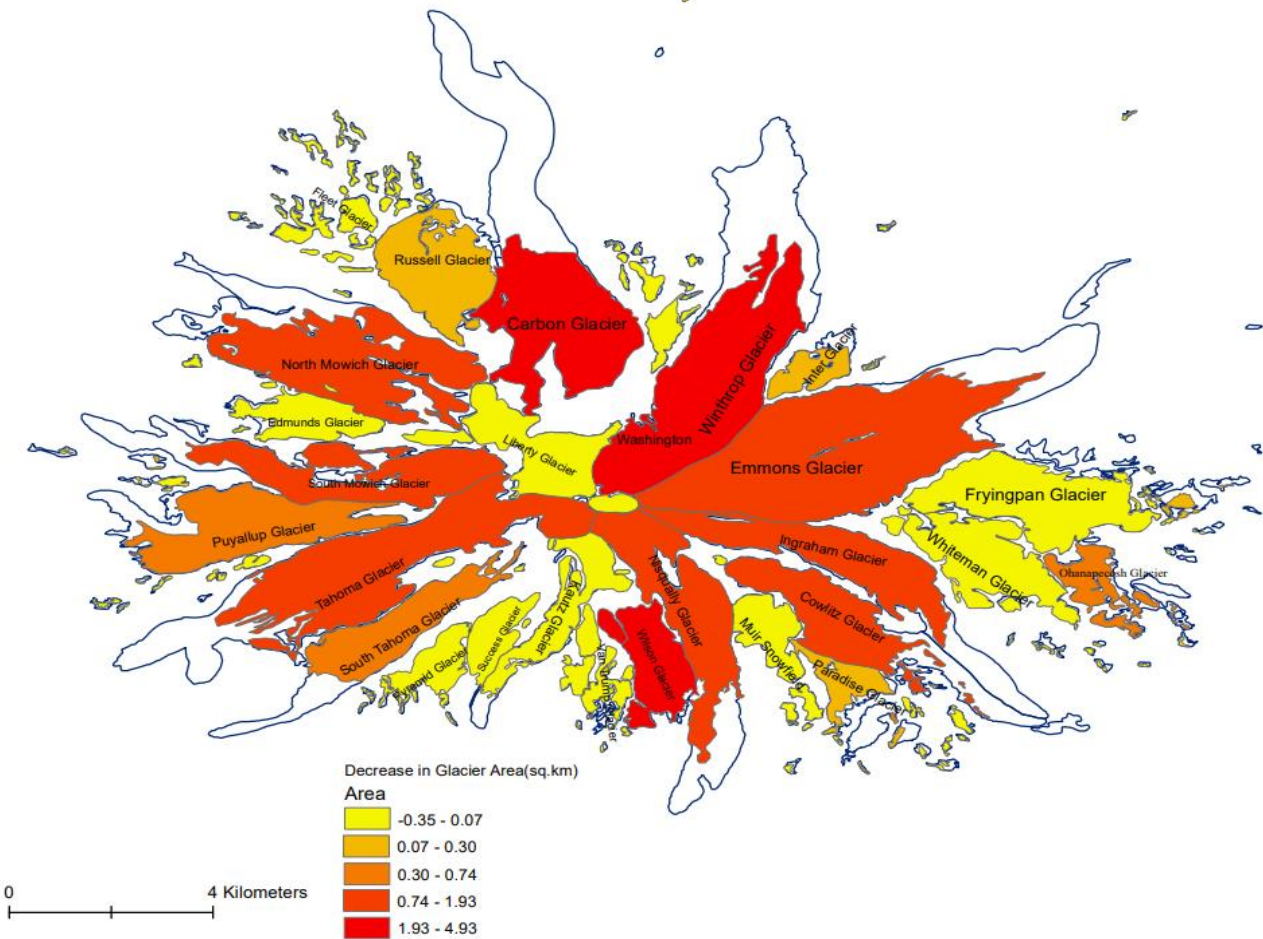 Fleet Glacier
Russell Glacier
Carbon Glacier
Winthrop Glacier
Inter Glacier
North Mowich Glacier
Edmunds Glacier
Liberty Glacier
Washington
Emmons Glacier
South Mowich Glacier
Fryingpan Glacier
Puyallup Glacier
Whiteman Glacier
Ingraham Glacier
Ohanapecosh Glacier
Tahoma Glacier
Nisqually Glacier
Cowlitz Glacier
South Tahoma Glacier
Success Glacier
Kautz Glacier
Wilson Glacier
Muir Snowfield
Pyramid Glacier
Paradise Glacier
Decrease in Glacier Area(sq.km)
Area
-0.35 - 0.07
0.07 - 0.30
0.30 - 0.74
0.74 - 1.93
1.93 - 4.93
0
4 Kilometers